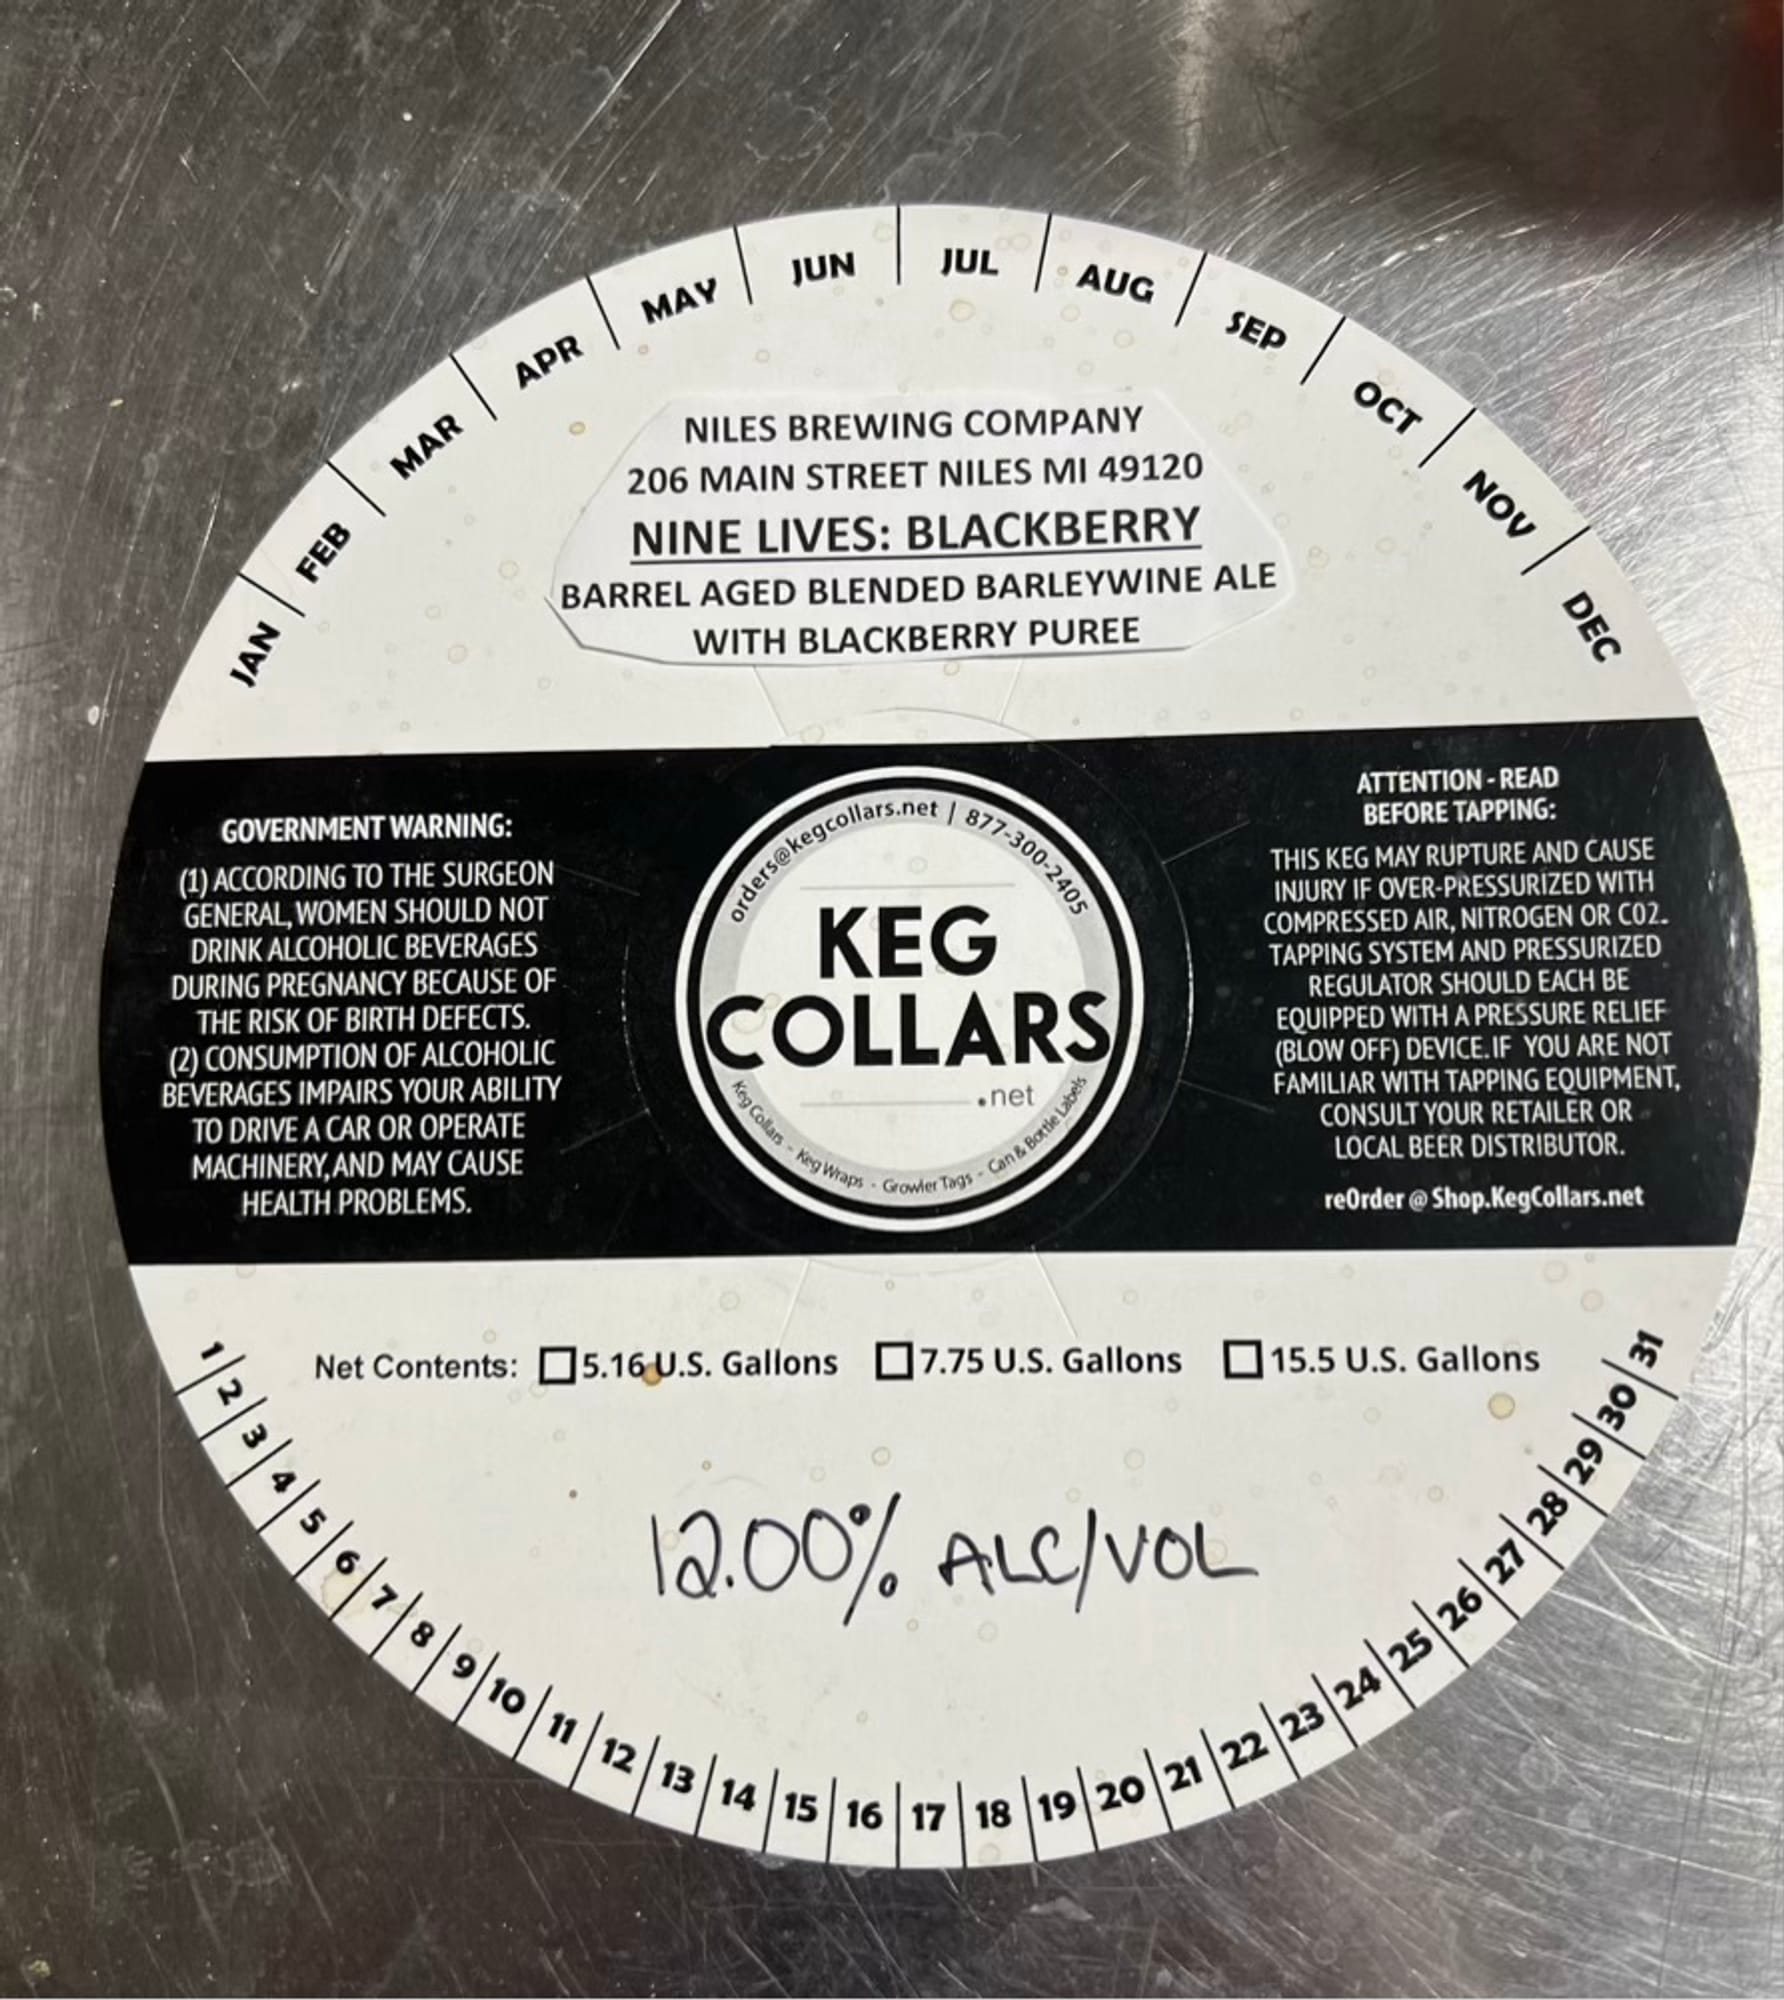 JAN FEB MAR APR MAY JUN JUL AUG SEP OCT NOV DEC
NILES BREWING COMPANY
206 MAIN STREET NILES MI 49120
NINE LIVES: BLACKBERRY
BARREL AGED BLENDED BARLEYWINE ALE
WITH BLACKBERRY PUREE
GOVERNMENT WARNING:
(1) ACCORDING TO THE SURGEON
GENERAL, WOMEN SHOULD NOT
DRINK ALCOHOLIC BEVERAGES
DURING PREGNANCY BECAUSE OF
THE RISK OF BIRTH DEFECTS.
(2) CONSUMPTION OF ALCOHOLIC
BEVERAGES IMPAIRS YOUR ABILITY
TO DRIVE A CAR OR OPERATE
MACHINERY, AND MAY CAUSE
HEALTH PROBLEMS.
orders@kegcollars.net | 877-300-2405
KEG
COLLARS
.net
Keg Collars - Keg Wraps - Growler Tags - Can & Bottle Labels
ATTENTION - READ
BEFORE TAPPING:
THIS KEG MAY RUPTURE AND CAUSE
INJURY IF OVER-PRESSURIZED WITH
COMPRESSED AIR, NITROGEN OR CO2.
TAPPING SYSTEM AND PRESSURIZED
REGULATOR SHOULD EACH BE
EQUIPPED WITH A PRESSURE RELIEF
(BLOW OFF) DEVICE. IF YOU ARE NOT
FAMILIAR WITH TAPPING EQUIPMENT,
CONSULT YOUR RETAILER OR
LOCAL BEER DISTRIBUTOR.
reOrder @ Shop.KegCollars.net
Net Contents: 5.16 U.S. Gallons 7.75 U.S. Gallons 15.5 U.S. Gallons
12.00% ALC/VOL
1 2 3 4 5 6 7 8 9 10 11 12 13 14 15 16 17 18 19 20 21 22 23 24 25 26 27 28 29 30 31